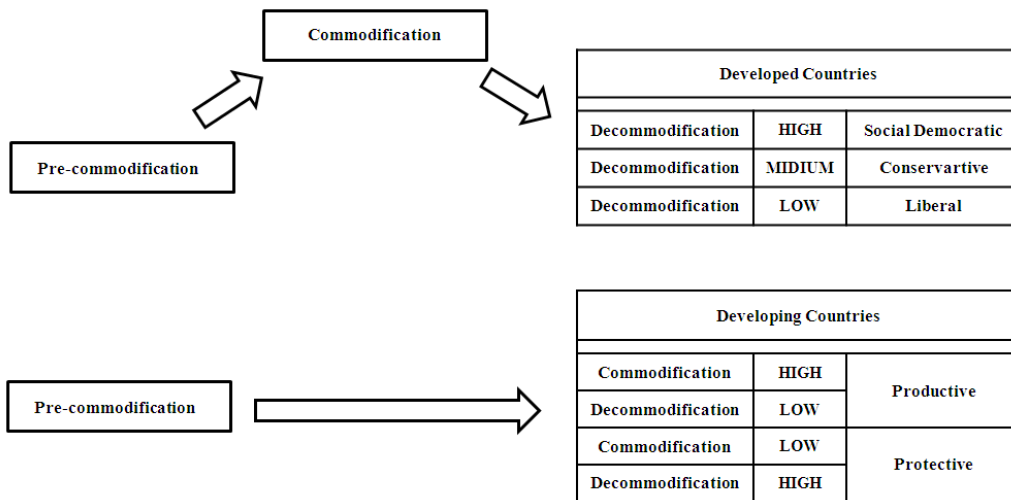 Commodification
Pre-commodification
Developed Countries
Decommodification HIGH Social Democratic
Decommodification MIDIUM Conservartive
Decommodification LOW Liberal
Pre-commodification
Developing Countries
Commodification HIGH
Decommodification LOW
Productive
Commodification LOW
Decommodification HIGH
Protective